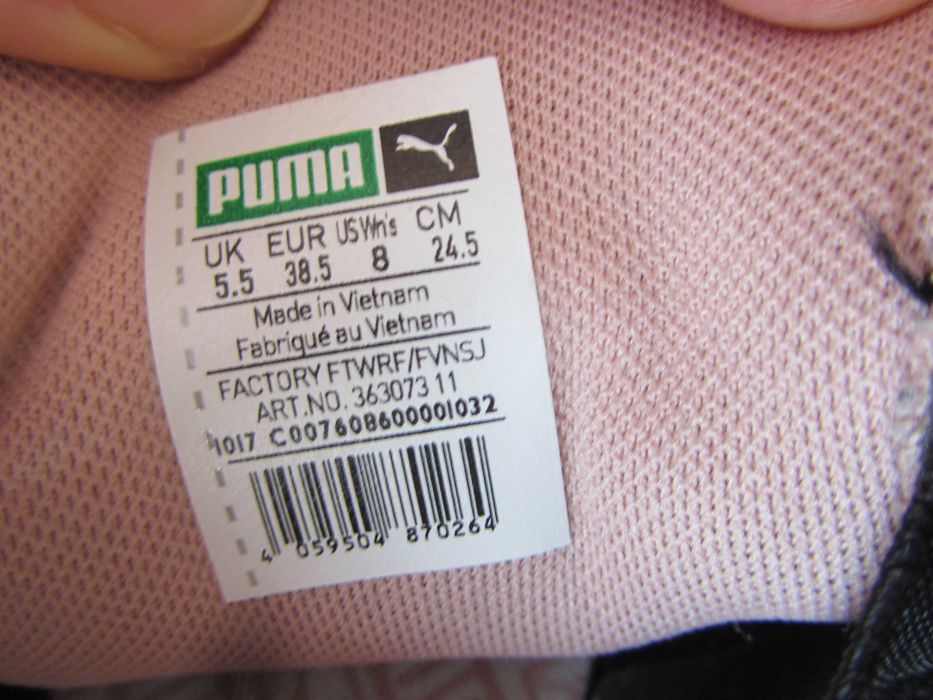 PUMA
UK EUR US Wn's CM
5.5 38.5 8 24.5
Made in Vietnam
Fabriqué au Vietnam
FACTORY FTWRF/FVNSJ
ART.NO. 363073 11
1017 C007608600001032
4 059504 870264